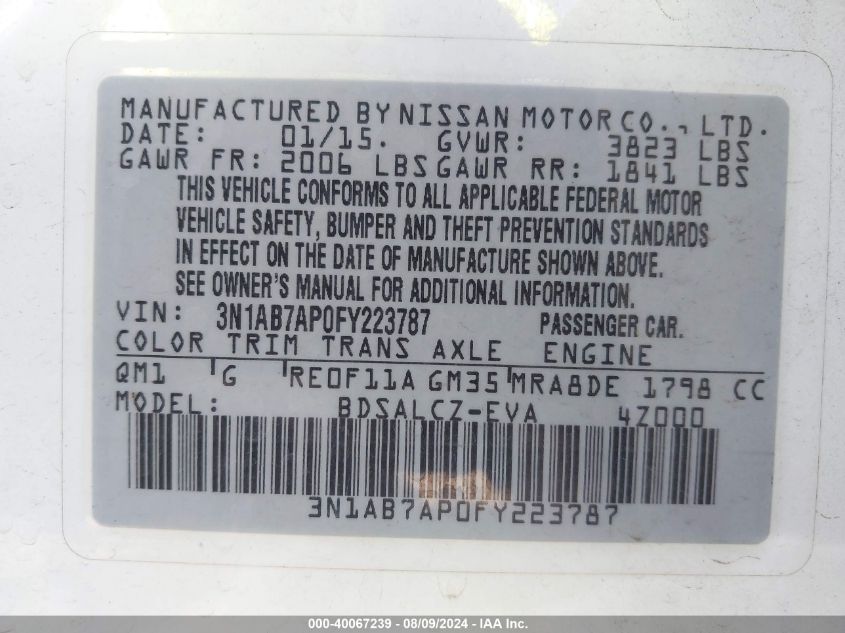 MANUFACTURED BY NISSAN MOTOR CO., LTD.
DATE: 01/15. GVWR: 3823 LBS
GAWR FR: 2006 LBS GAWR RR: 1841 LBS
THIS VEHICLE CONFORMS TO ALL APPLICABLE FEDERAL MOTOR
VEHICLE SAFETY, BUMPER AND THEFT PREVENTION STANDARDS
IN EFFECT ON THE DATE OF MANUFACTURE SHOWN ABOVE.
SEE OWNER'S MANUAL FOR ADDITIONAL INFORMATION.
VIN: 3N1AB7AP0FY223787 PASSENGER CAR.
COLOR TRIM TRANS AXLE ENGINE
QM1 G RE0F11A GM35 MRA8DE 1798 CC
MODEL: BDSALCZ-EVA 4Z000
3N1AB7AP0FY223787
000-40067239 - 08/09/2024 - IAA Inc.